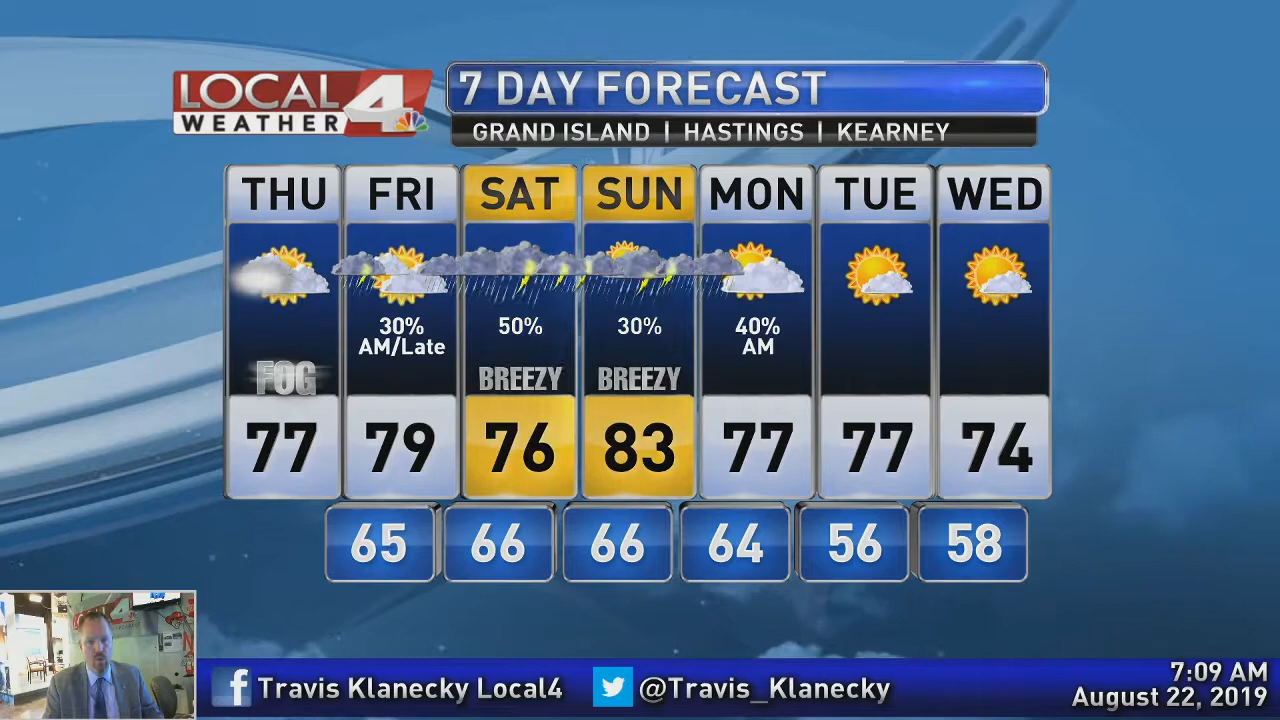 LOCAL 4
WEATHER
7 DAY FORECAST
GRAND ISLAND | HASTINGS | KEARNEY
THU FRI SAT SUN MON TUE WED
30% 50% 30% 40%
AM/Late AM
FOG BREEZY BREEZY
77 79 76 83 77 77 74
65 66 66 64 56 58
f Travis Klanecky Local4 @Travis_Klanecky
7:09 AM
August 22, 2019